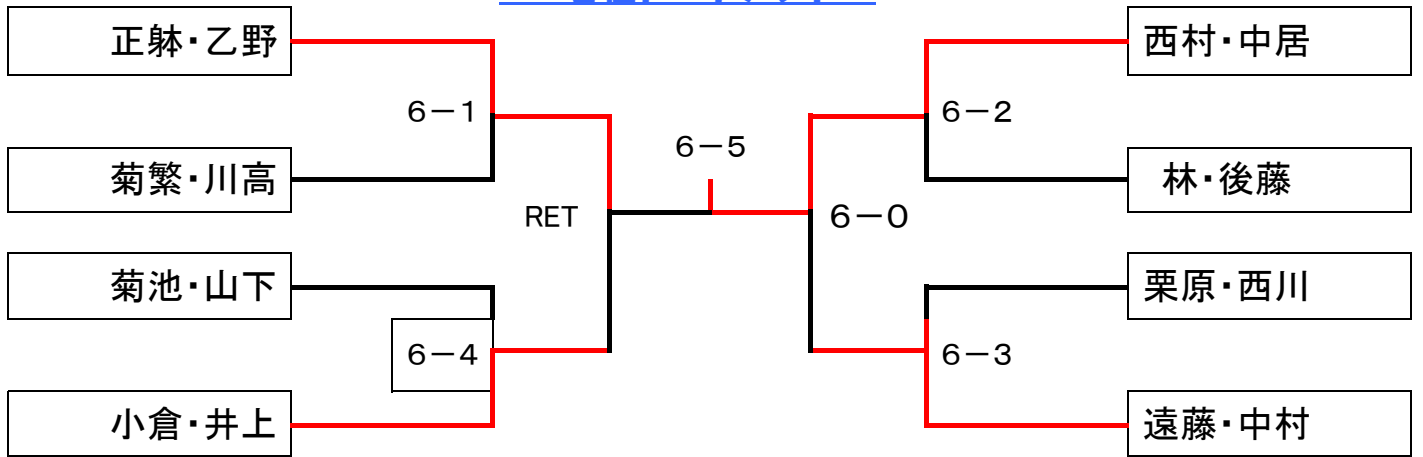 正躰・乙野
6－1
菊繁・川高
RET
菊池・山下
6－4
小倉・井上
6－5
西村・中居
6－2
林・後藤
6－0
栗原・西川
6－3
遠藤・中村